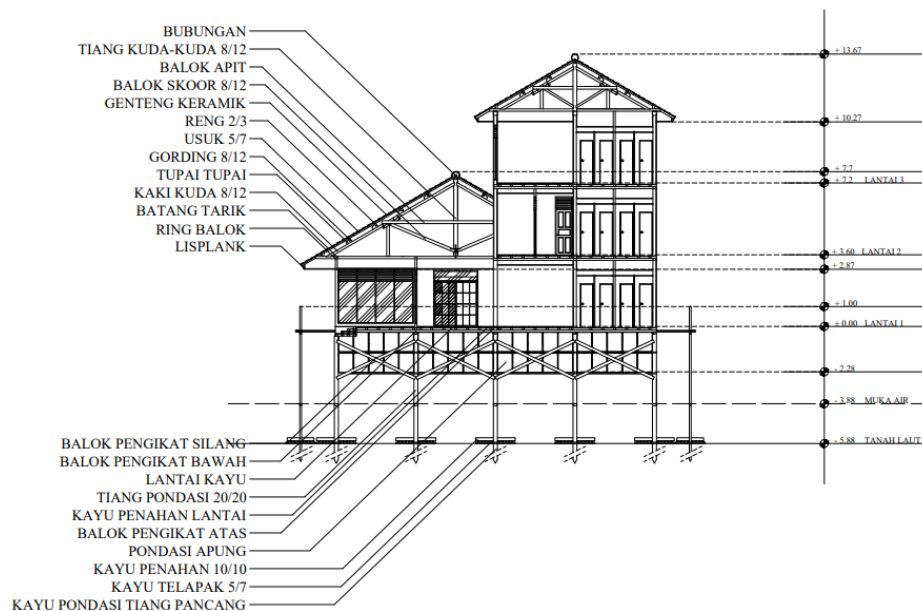 BUBUNGAN
TIANG KUDA-KUDA 8/12
BALOK APIT
BALOK SKOOR 8/12
GENTENG KERAMIK
RENG 2/3
USUK 5/7
GORDING 8/12
TUPAI TUPAI
KAKI KUDA 8/12
BATANG TARIK
RING BALOK
LISPLANK
+ 13.67
+ 10.27
+ 7.7
+ 7.2 LANTAI 3
+ 3.60 LANTAI 2
+ 2.87
+ 1.00
+ 0.00 LANTAI 1
- 2.28
- 3.88 MUKA AIR
- 5.88 TANAH LAUT
BALOK PENGIKAT SILANG
BALOK PENGIKAT BAWAH
LANTAI KAYU
TIANG PONDASI 20/20
KAYU PENAHAN LANTAI
BALOK PENGIKAT ATAS
PONDASI APUNG
KAYU PENAHAN 10/10
KAYU TELAPAK 5/7
KAYU PONDASI TIANG PANCANG